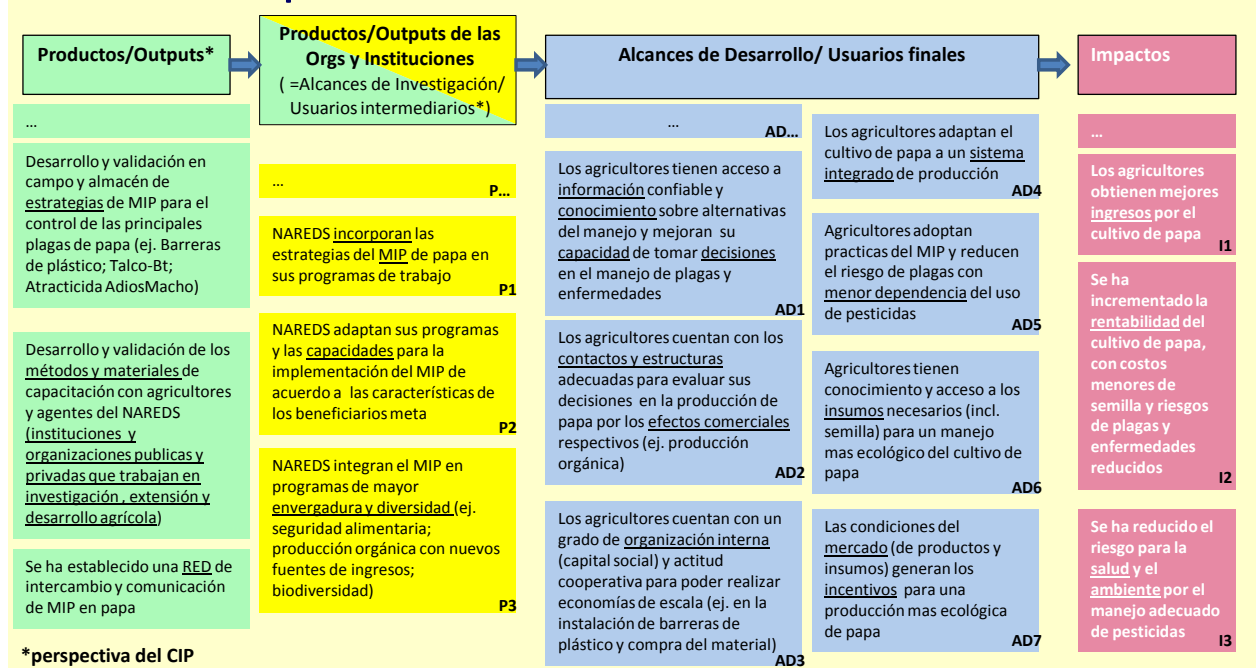 Productos/Outputs*
Productos/Outputs de las
Orgs y Instituciones
( =Alcances de Investigación/
Usuarios intermediarios*)
Alcances de Desarrollo/ Usuarios finales
Impactos
...
Desarrollo y validación en
campo y almacén de
estrategias de MIP para el
control de las principales
plagas de papa (ej. Barreras
de plástico; Talco-Bt;
Atracticida AdiosMacho)
Desarrollo y validación de los
métodos y materiales de
capacitación con agricultores
y agentes del NAREDS
(instituciones y
organizaciones publicas y
privadas que trabajan en
investigación , extensión y
desarrollo agrícola)
Se ha establecido una RED de
intercambio y comunicación
de MIP en papa
*perspectiva del CIP
...
P...
NAREDS incorporan las
estrategias del MIP de papa en
sus programas de trabajo
P1
NAREDS adaptan sus programas
y las capacidades para la
implementación del MIP de
acuerdo a las características de
los beneficiarios meta
P2
NAREDS integran el MIP en
programas de mayor
envergadura y diversidad (ej.
seguridad alimentaria;
producción orgánica con nuevos
fuentes de ingresos;
biodiversidad)
P3
...
AD...
Los agricultores tienen acceso a
información confiable y
conocimiento sobre alternativas
del manejo y mejoran su
capacidad de tomar decisiones
en el manejo de plagas y
enfermedades
AD1
Los agricultores cuentan con los
contactos y estructuras
adecuadas para evaluar sus
decisiones en la producción de
papa por los efectos comerciales
respectivos (ej. producción
orgánica)
AD2
Los agricultores cuentan con un
grado de organización interna
(capital social) y actitud
cooperativa para poder realizar
economías de escala (ej. en la
instalación de barreras de
plástico y compra del material)
AD3
Los agricultores adaptan el
cultivo de papa a un sistema
integrado de producción
AD4
Agricultores adoptan
practicas del MIP y reducen
el riesgo de plagas con
menor dependencia del uso
de pesticidas
AD5
Agricultores tienen
conocimiento y acceso a los
insumos necesarios (incl.
semilla) para un manejo
mas ecológico del cultivo de
papa
AD6
Las condiciones del
mercado (de productos y
insumos) generan los
incentivos para una
producción mas ecológica
de papa
AD7
...
Los agricultores
obtienen mejores
ingresos por el
cultivo de papa
I1
Se ha
incrementado la
rentabilidad del
cultivo de papa,
con costos
menores de
semilla y riesgos
de plagas y
enfermedades
reducidos
I2
Se ha reducido el
riesgo para la
salud y el
ambiente por el
manejo adecuado
de pesticidas
I3